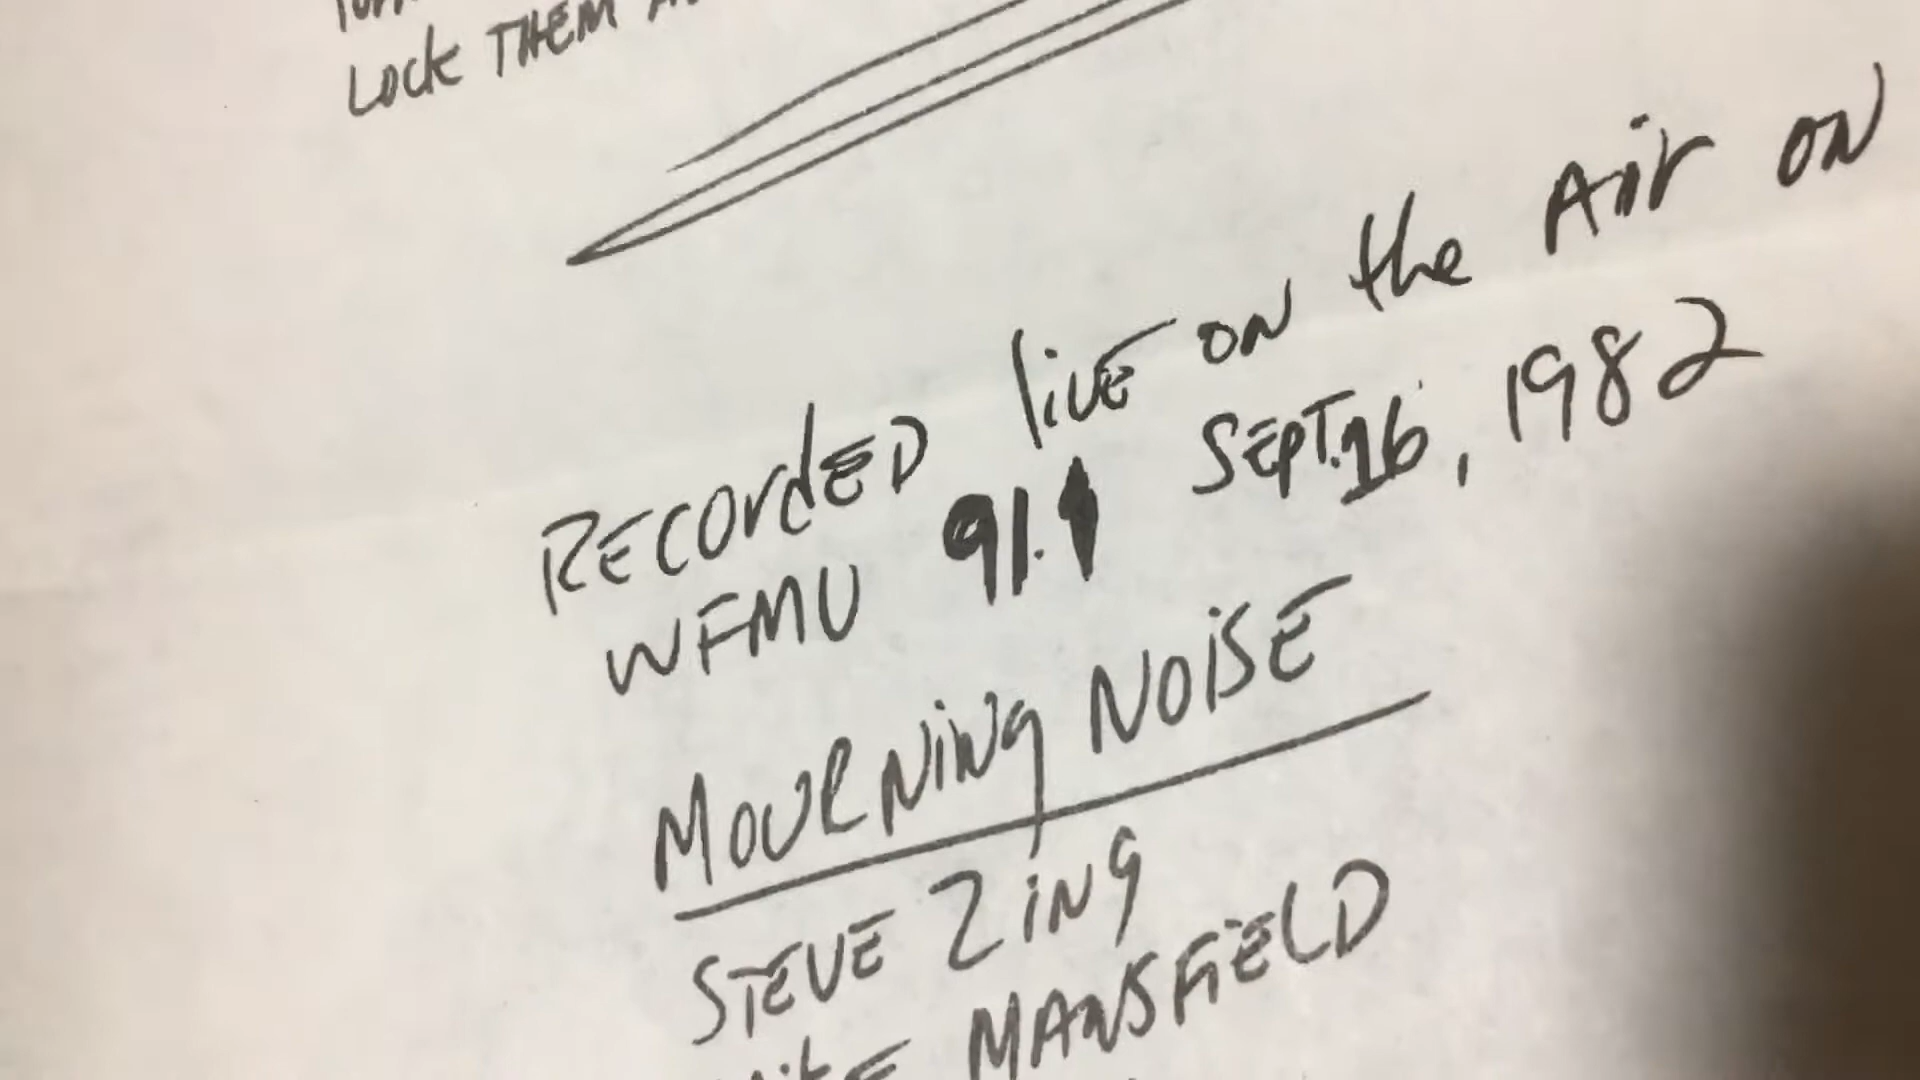 LOCK THEM
RECORdED live ON the Air ON
WFMU 91.1 SEPT. 16, 1982
MOURNiNg NOiSE
STEVE ZiNg
MANSFiELD